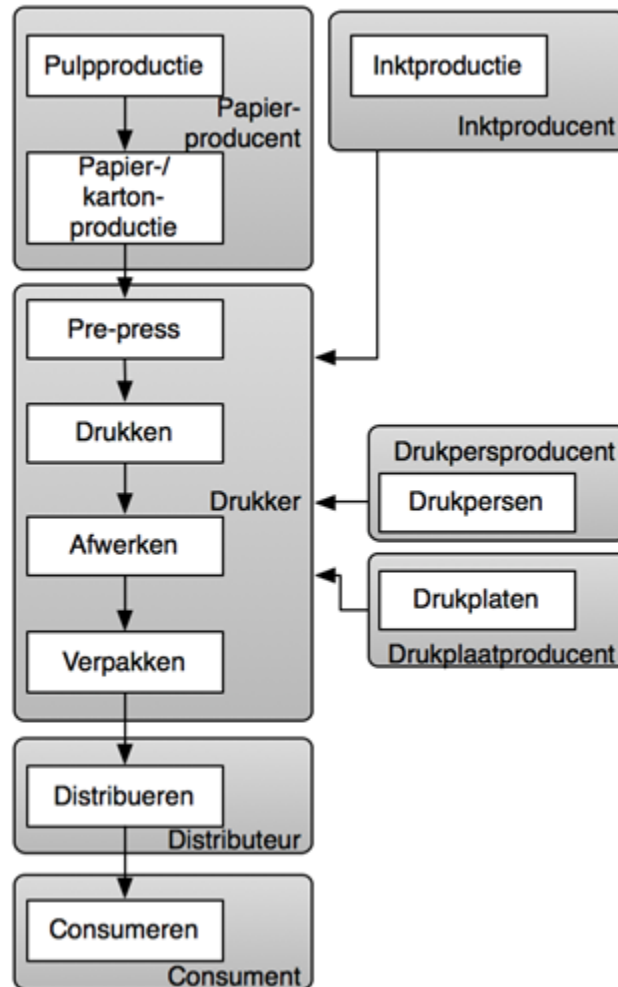 Pulpproductie
Papier-
producent
Papier-/
karton-
productie
Inktproductie
Inktproducent
Pre-press
Drukken
Drukker
Afwerken
Verpakken
Drukpersproducent
Drukpersen
Drukplaten
Drukplaatproducent
Distribueren
Distributeur
Consumeren
Consument